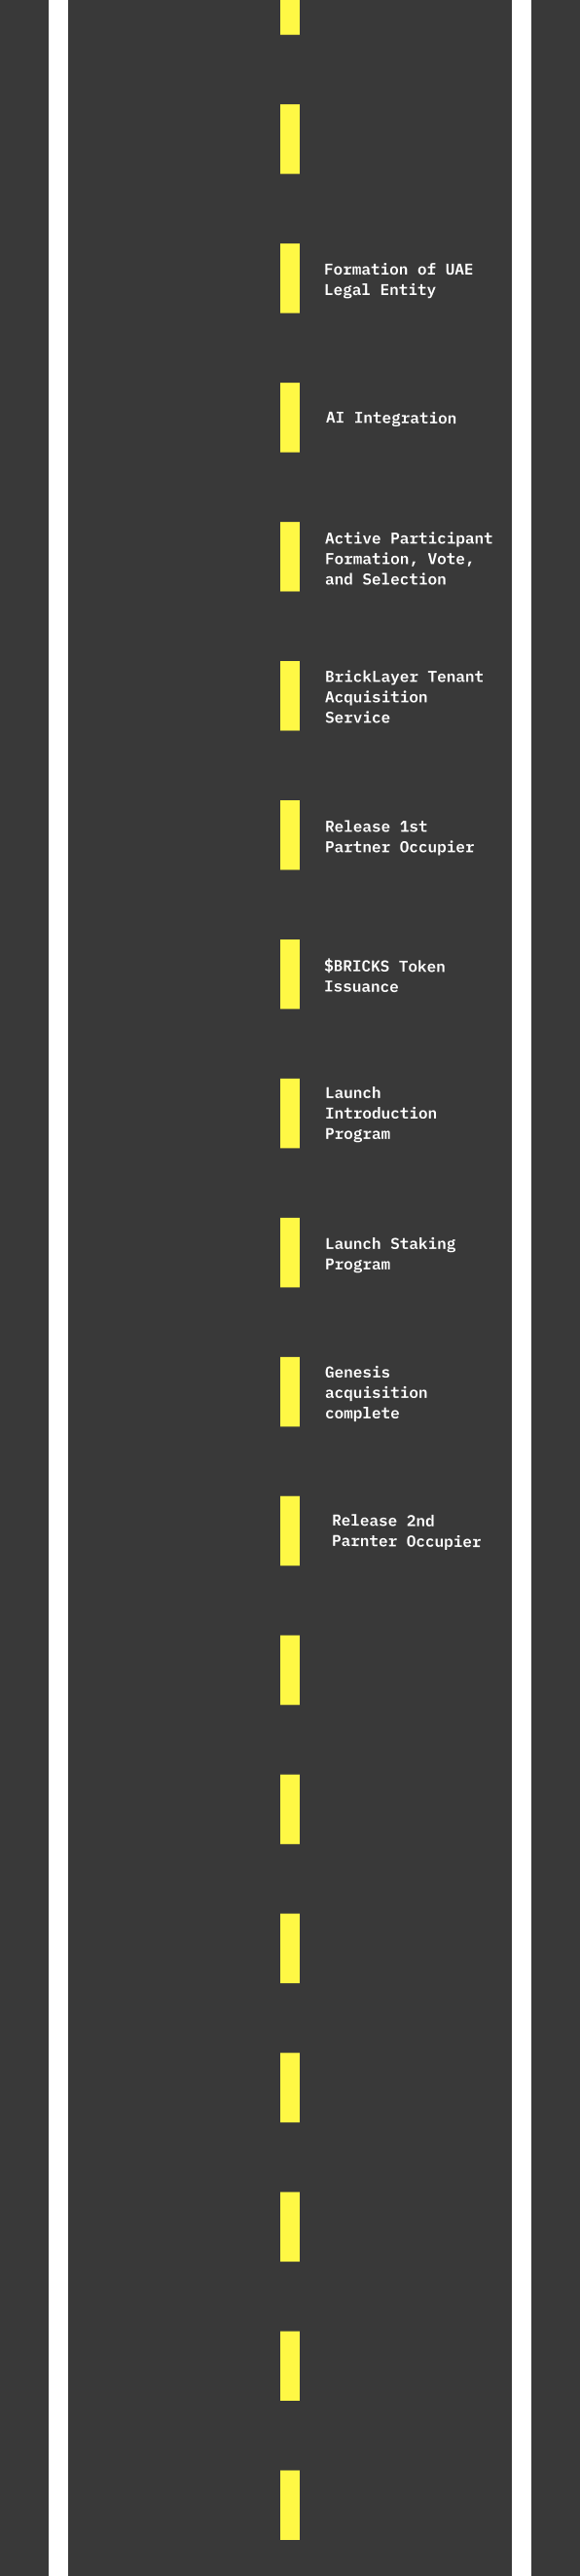 Formation of UAE
Legal Entity
AI Integration
Active Participant
Formation, Vote,
and Selection
BrickLayer Tenant
Acquisition
Service
Release 1st
Partner Occupier
$BRICKS Token
Issuance
Launch
Introduction
Program
Launch Staking
Program
Genesis
acquisition
complete
Release 2nd
Parnter Occupier